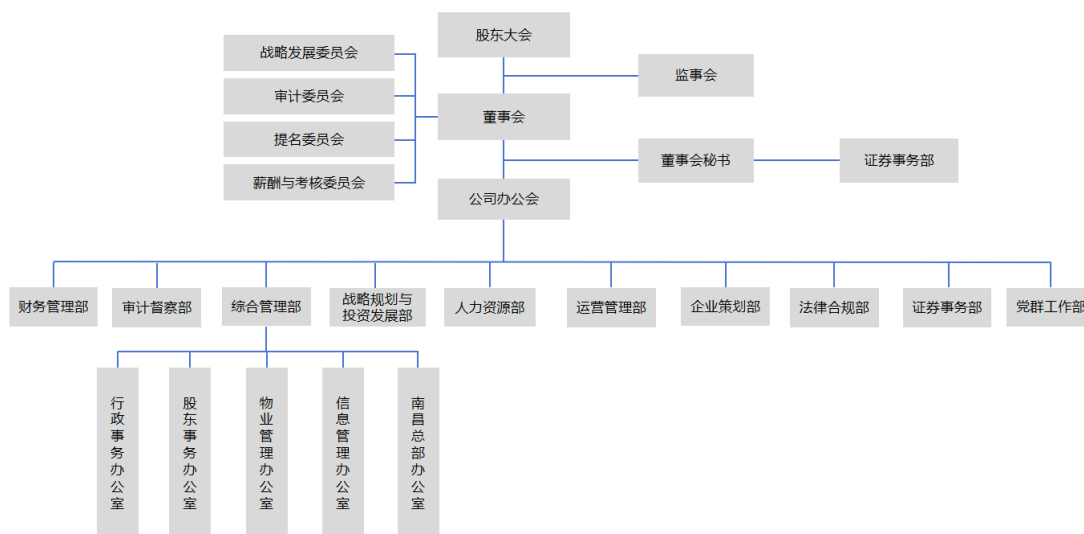 股东大会
战略发展委员会
监事会
审计委员会
董事会
提名委员会
董事会秘书
证券事务部
薪酬与考核委员会
公司办公会
财务管理部
审计督察部
综合管理部
战略规划与
投资发展部
人力资源部
运营管理部
企业策划部
法律合规部
证券事务部
党群工作部
行政事务办公室
股东事务办公室
物业管理办公室
信息管理办公室
南昌总部办公室